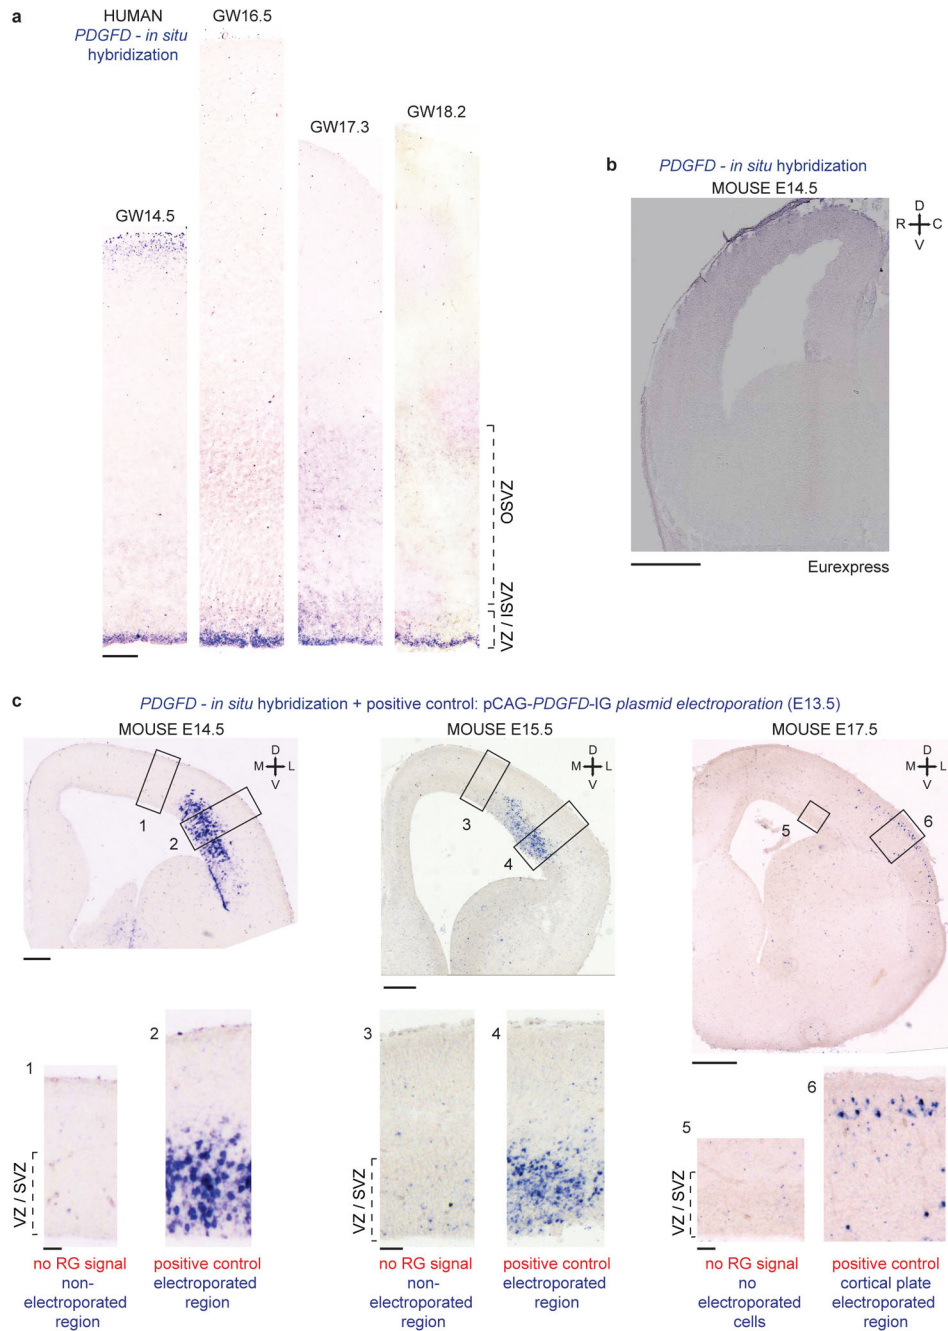 a
HUMAN
PDGFD - in situ
hybridization
GW14.5
GW16.5
GW17.3
GW18.2
OSVZ
VZ / ISVZ
b
PDGFD - in situ hybridization
MOUSE E14.5
D
R C
V
Eurexpress
c
PDGFD - in situ hybridization + positive control: pCAG-PDGFD-IG plasmid electroporation (E13.5)
MOUSE E14.5
D
M L
V
1
2
MOUSE E15.5
D
M L
V
3
4
MOUSE E17.5
D
M L
V
5
6
1
VZ / SVZ
no RG signal
non-
electroporated
region
2
positive control
electroporated
region
3
VZ / SVZ
no RG signal
non-
electroporated
region
4
positive control
electroporated
region
5
VZ / SVZ
no RG signal
no
electroporated
cells
6
positive control
cortical plate
electroporated
region